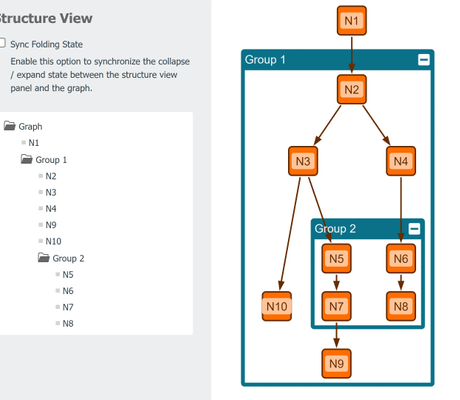 Structure View
Sync Folding State
Enable this option to synchronize the collapse
/ expand state between the structure view
panel and the graph.
Graph
N1
Group 1
N2
N3
N4
N9
N10
Group 2
N5
N6
N7
N8
N1
Group 1
N2
N3
N4
Group 2
N5
N6
N10
N7
N8
N9